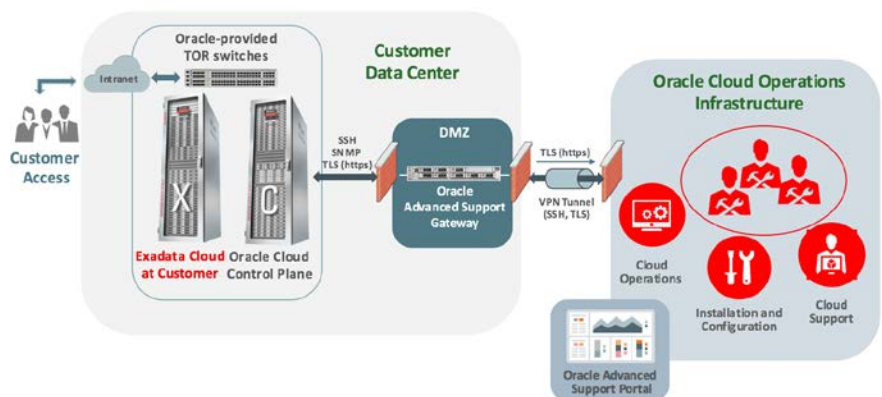 Oracle-provided
TOR switches
Customer
Data Center
Intranet
Customer
Access
X
C
Exadata Cloud
at Customer
Oracle Cloud
Control Plane
SSH
SNMP
TLS (https)
DMZ
Oracle
Advanced Support
Gateway
TLS (https)
VPN Tunnel
(SSH, TLS)
Oracle Cloud Operations
Infrastructure
Cloud
Operations
Installation and
Configuration
Cloud
Support
Oracle Advanced
Support Portal